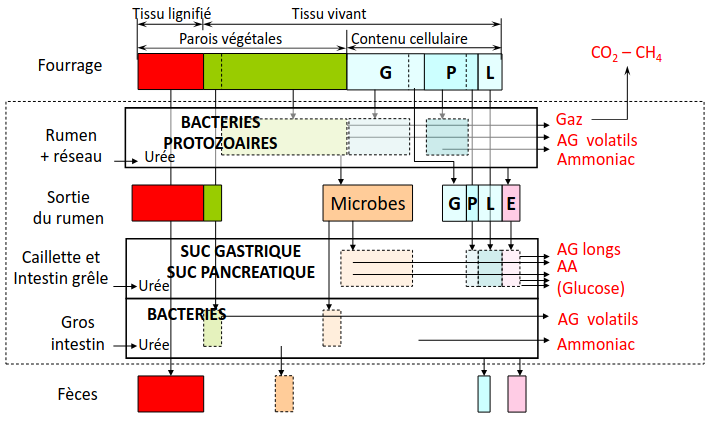 Tissu lignifié
Tissu vivant
Parois végétales
Contenu cellulaire
Fourrage
G P L
CO2 – CH4
BACTERIES
PROTOZOAIRES
Rumen
+ réseau
Urée
Gaz
AG volatils
Ammoniac
Sortie
du rumen
Microbes
G P L E
Caillette et
Intestin grêle
SUC GASTRIQUE
SUC PANCREATIQUE
Urée
AG longs
AA
(Glucose)
Gros
intestin
BACTERIES
Urée
AG volatils
Ammoniac
Fèces